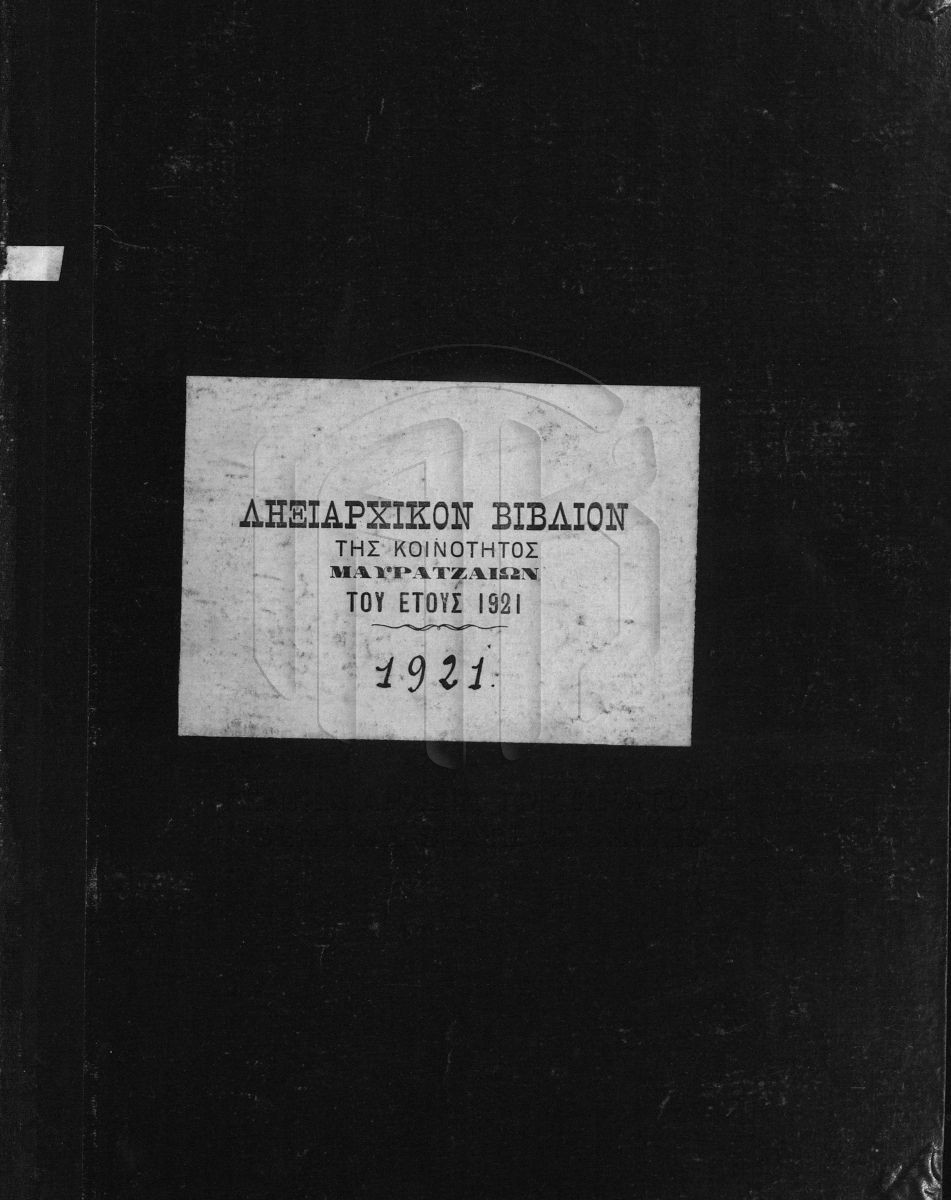 ΛΗΞΙΑΡΧΙΚΟΝ ΒΙΒΛΙΟΝ
ΤΗΣ ΚΟΙΝΟΤΗΤΟΣ
ΜΑΥΡΑΤΖΑΙΩΝ
ΤΟΥ ΕΤΟΥΣ 1921
1921.